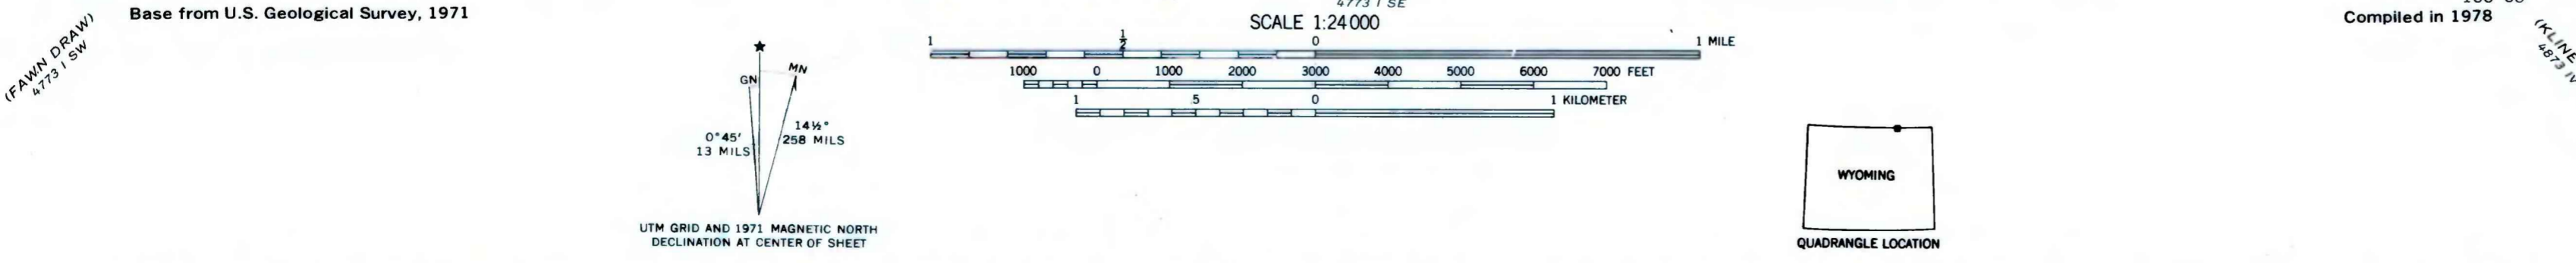 Base from U.S. Geological Survey, 1971
(FAWN DRAW)
4773 I SW
4773 I SE
SCALE 1:24 000
Compiled in 1978
(KLINE
4873 IV
1 ½ 0 1 MILE
1000 0 1000 2000 3000 4000 5000 6000 7000 FEET
1 .5 0 1 KILOMETER
★
GN
MN
0°45'
13 MILS
14½°
258 MILS
UTM GRID AND 1971 MAGNETIC NORTH
DECLINATION AT CENTER OF SHEET
WYOMING
QUADRANGLE LOCATION